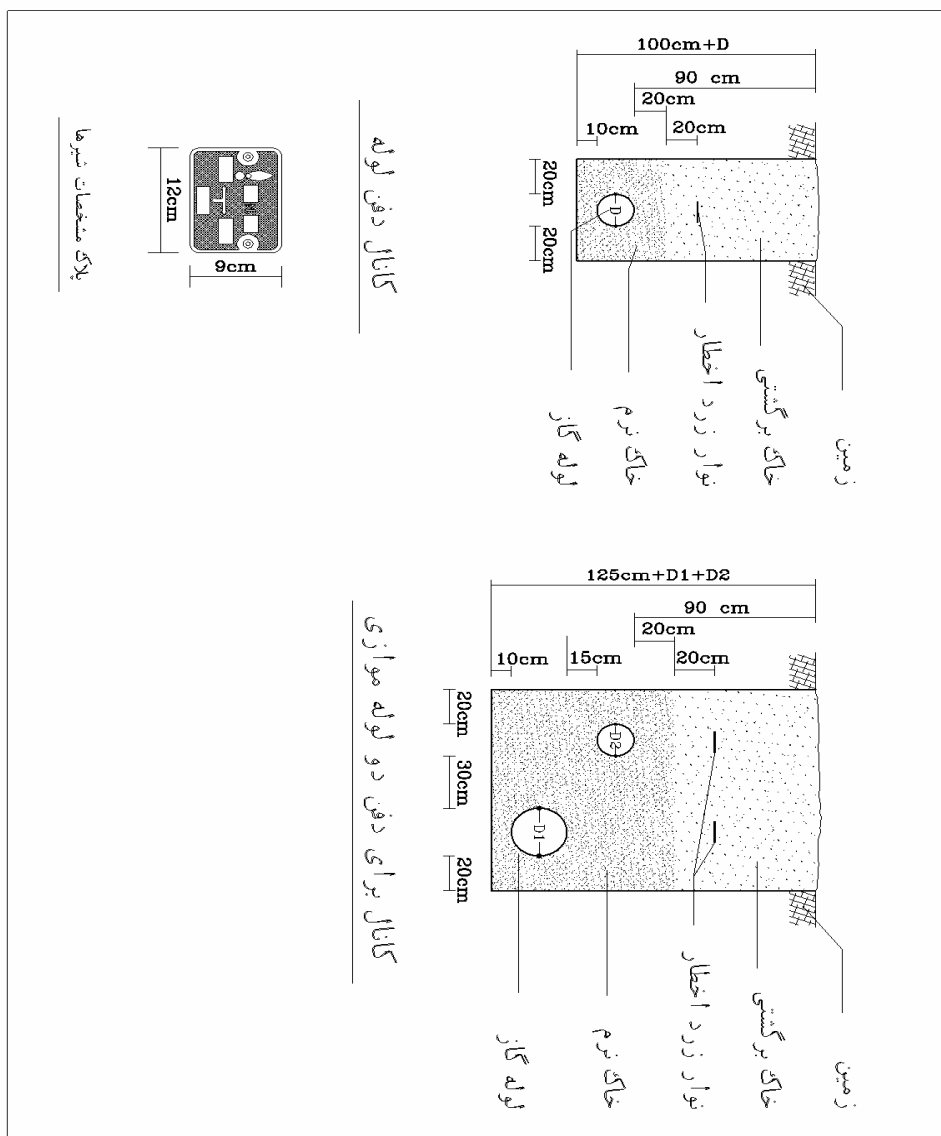 100cm+D
90 cm
20cm
10cm
20cm
20cm
20cm
D
زمین
خاک برگشتی
نوار زرد اخطار
خاک نرم
لوله گاز
کانال دفن لوله
12cm
9cm
پلاک مشخصات شیرها
125cm+D1+D2
90 cm
20cm
10cm
15cm
20cm
20cm
30cm
20cm
D2
D1
زمین
خاک برگشتی
نوار زرد اخطار
خاک نرم
لوله گاز
کانال برای دفن دو لوله موازی